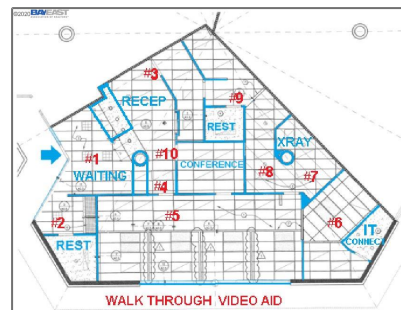 ©2020 BAYEAST
#3
RECEP
#9
REST
XRAY
#1
#10
CONFERENCE
WAITING
#8
#7
#4
#2
#5
#6
REST
IT
CONNECT
WALK THROUGH VIDEO AID